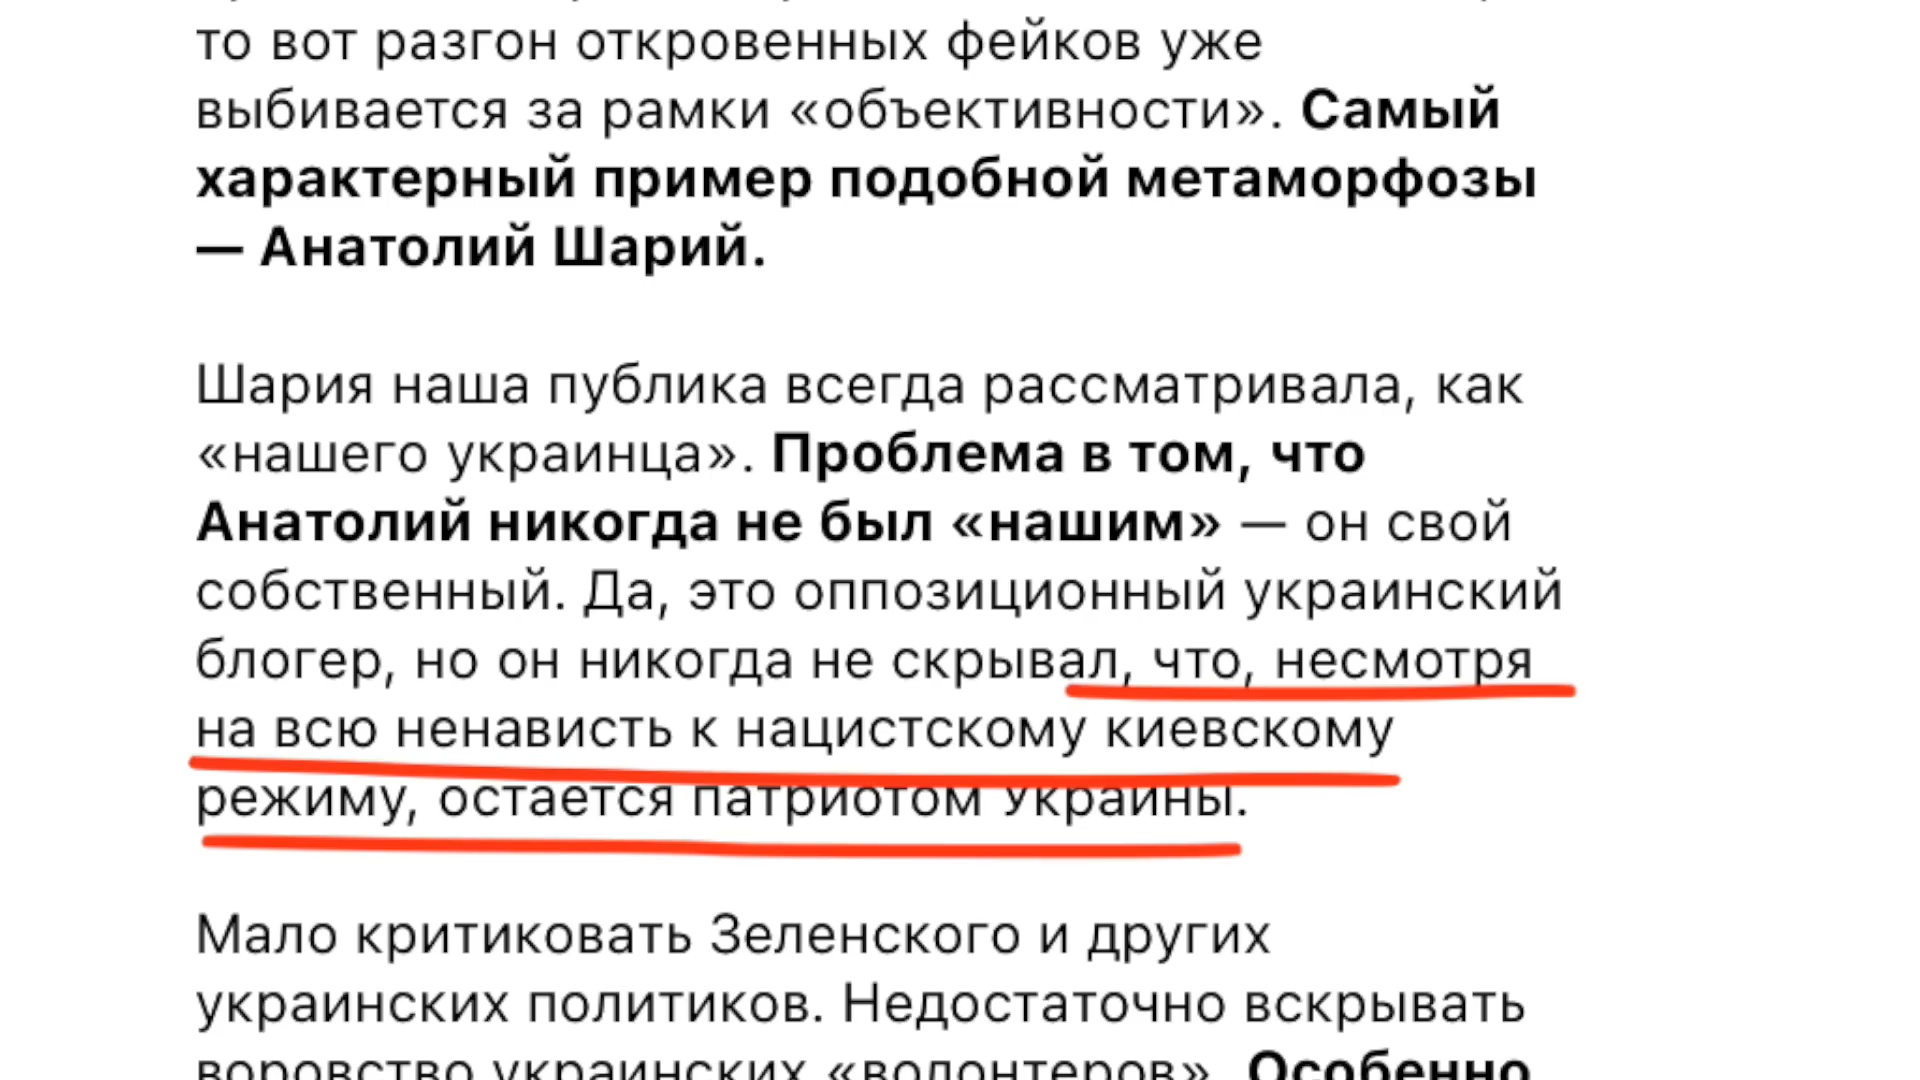 то вот разгон откровенных фейков уже
выбивается за рамки «объективности». Самый
характерный пример подобной метаморфозы
— Анатолий Шарий.
Шария наша публика всегда рассматривала, как
«нашего украинца». Проблема в том, что
Анатолий никогда не был «нашим» — он свой
собственный. Да, это оппозиционный украинский
блогер, но он никогда не скрывал, что, несмотря
на всю ненависть к нацистскому киевскому
режиму, остается патриотом Украины.
Мало критиковать Зеленского и других
украинских политиков. Недостаточно вскрывать
воровство украинских «волонтеров». Особенно